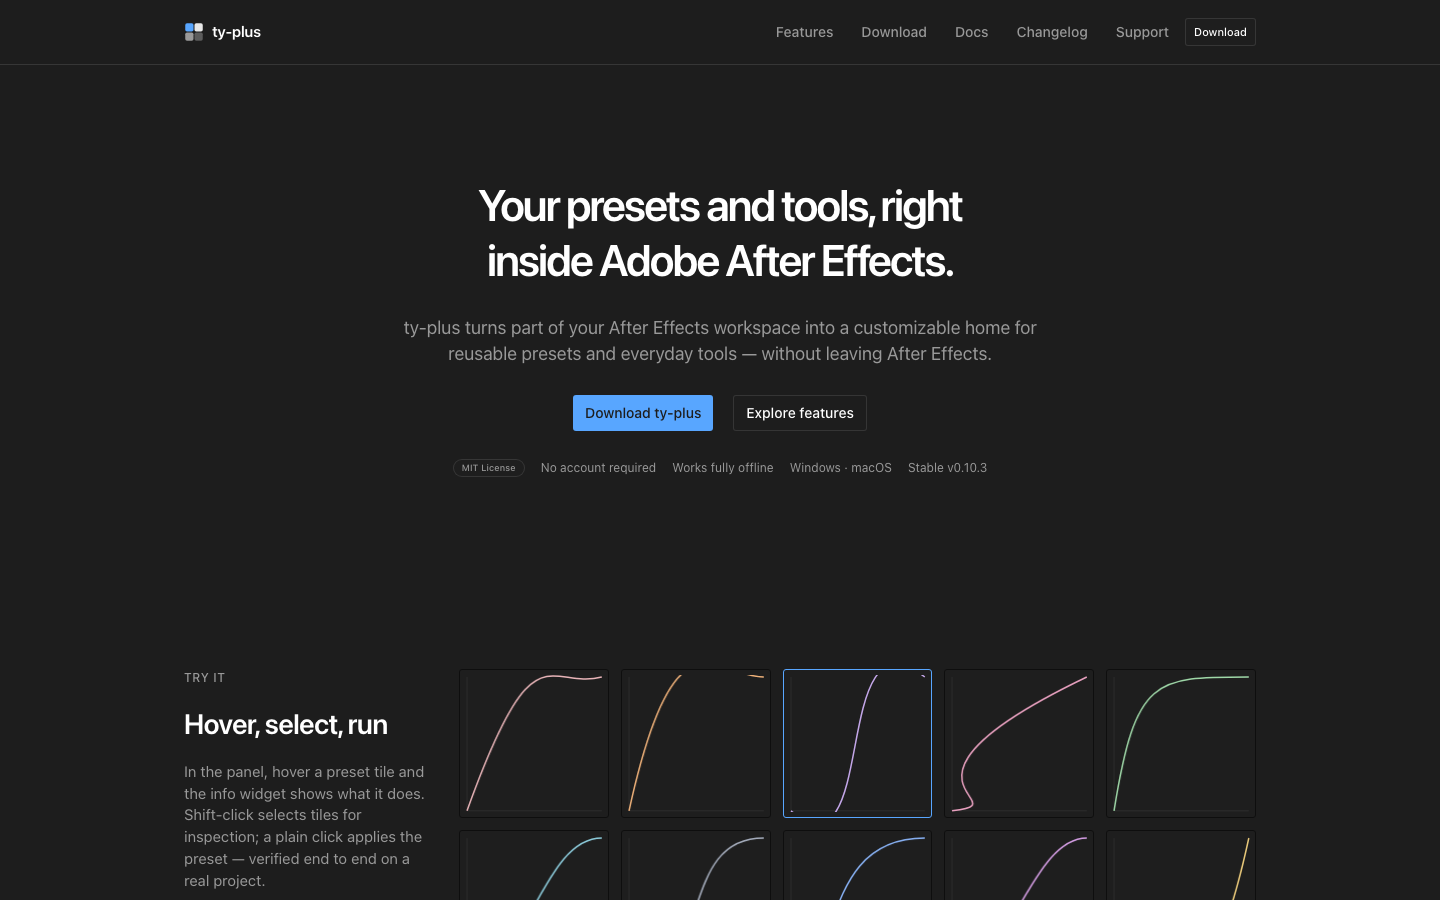 ty-plus
Features
Download
Docs
Changelog
Support
Download
Your presets and tools, right
inside Adobe After Effects.
ty-plus turns part of your After Effects workspace into a customizable home for
reusable presets and everyday tools — without leaving After Effects.
Download ty-plus
Explore features
MIT License
No account required
Works fully offline
Windows · macOS
Stable v0.10.3
TRY IT
Hover, select, run
In the panel, hover a preset tile and
the info widget shows what it does.
Shift-click selects tiles for
inspection; a plain click applies the
preset — verified end to end on a
real project.